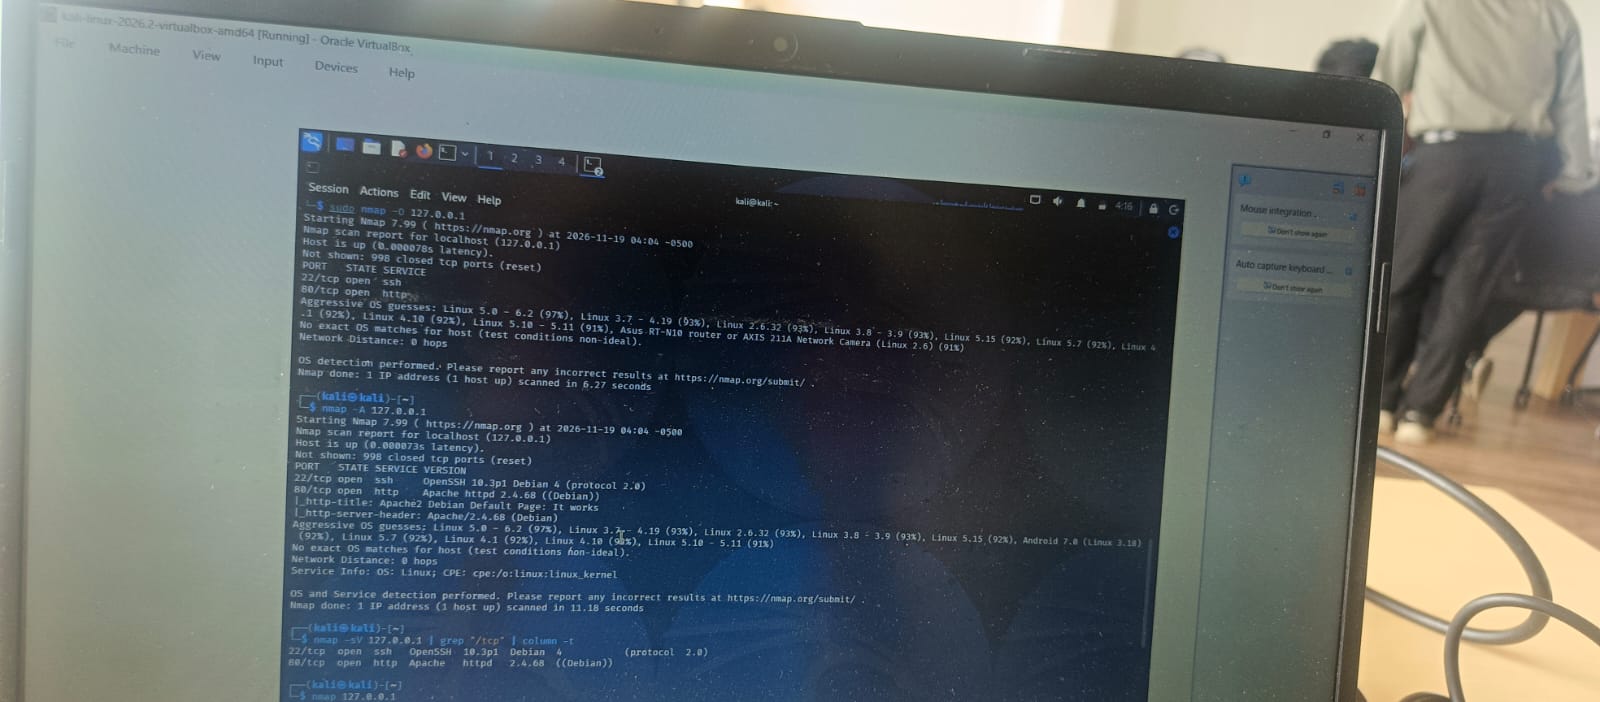 kali-linux-2026.2-virtualbox-amd64 [Running] - Oracle VirtualBox
File Machine View Input Devices Help
1 2 3 4
Session Actions Edit View Help
kali@kali: ~
4:16
└─$ sudo nmap -O 127.0.0.1
Starting Nmap 7.99 ( https://nmap.org ) at 2026-11-19 04:04 -0500
Nmap scan report for localhost (127.0.0.1)
Host is up (0.000078s latency).
Not shown: 998 closed tcp ports (reset)
PORT STATE SERVICE
22/tcp open ssh
80/tcp open http
Aggressive OS guesses: Linux 5.0 - 6.2 (97%), Linux 3.7 - 4.19 (93%), Linux 2.6.32 (93%), Linux 3.8 - 3.9 (93%), Linux 5.15 (92%), Linux 5.7 (92%), Linux 4
.1 (92%), Linux 4.10 (92%), Linux 5.10 - 5.11 (91%), Asus RT-N10 router or AXIS 211A Network Camera (Linux 2.6) (91%)
No exact OS matches for host (test conditions non-ideal).
Network Distance: 0 hops
OS detection performed. Please report any incorrect results at https://nmap.org/submit/ .
Nmap done: 1 IP address (1 host up) scanned in 6.27 seconds
┌──(kali㉿kali)-[~]
└─$ nmap -A 127.0.0.1
Starting Nmap 7.99 ( https://nmap.org ) at 2026-11-19 04:04 -0500
Nmap scan report for localhost (127.0.0.1)
Host is up (0.000073s latency).
Not shown: 998 closed tcp ports (reset)
PORT STATE SERVICE VERSION
22/tcp open ssh OpenSSH 10.3p1 Debian 4 (protocol 2.0)
80/tcp open http Apache httpd 2.4.68 ((Debian))
|_http-title: Apache2 Debian Default Page: It works
|_http-server-header: Apache/2.4.68 (Debian)
Aggressive OS guesses: Linux 5.0 - 6.2 (97%), Linux 3.7 - 4.19 (93%), Linux 2.6.32 (93%), Linux 3.8 - 3.9 (93%), Linux 5.15 (92%), Android 7.0 (Linux 3.18)
(92%), Linux 5.7 (92%), Linux 4.1 (92%), Linux 4.10 (92%), Linux 5.10 - 5.11 (91%)
No exact OS matches for host (test conditions non-ideal).
Network Distance: 0 hops
Service Info: OS: Linux; CPE: cpe:/o:linux:linux_kernel
OS and Service detection performed. Please report any incorrect results at https://nmap.org/submit/ .
Nmap done: 1 IP address (1 host up) scanned in 11.18 seconds
┌──(kali㉿kali)-[~]
└─$ nmap -sV 127.0.0.1 | grep "/tcp" | column -t
22/tcp open ssh OpenSSH 10.3p1 Debian 4 (protocol 2.0)
80/tcp open http Apache httpd 2.4.68 ((Debian))
┌──(kali㉿kali)-[~]
└─$ nmap 127.0.0.1
Mouse integration ...
Don't show again
Auto capture keyboard ...
Don't show again